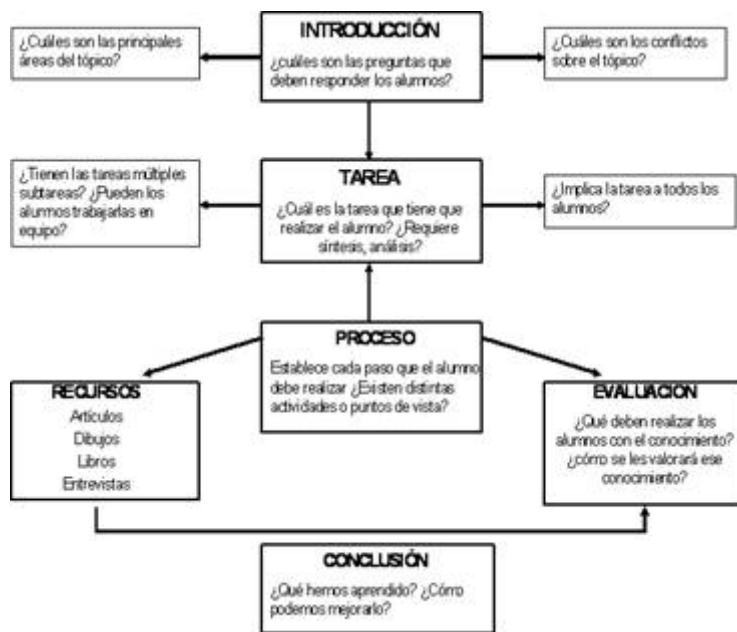 INTRODUCCIÓN
¿cuáles son las preguntas que
deben responder los alumnos?
¿Cuáles son las principales
áreas del tópico?
¿Cuáles son los conflictos
sobre el tópico?
TAREA
¿Cuál es la tarea que tiene que
realizar el alumno? ¿Requiere
síntesis, análisis?
¿Tienen las tareas múltiples
subtareas? ¿Pueden los
alumnos trabajarlas en
equipo?
¿Implica la tarea a todos los
alumnos?
PROCESO
Establece cada paso que el alumno
debe realizar ¿Existen distintas
actividades o puntos de vista?
RECURSOS
Artículos
Dibujos
Libros
Entrevistas
EVALUACION
¿Qué deben realizar los
alumnos con el conocimiento?
¿cómo se les valorará ese
conocimiento?
CONCLUSIÓN
¿Qué hemos aprendido? ¿Cómo
podemos mejorarlo?